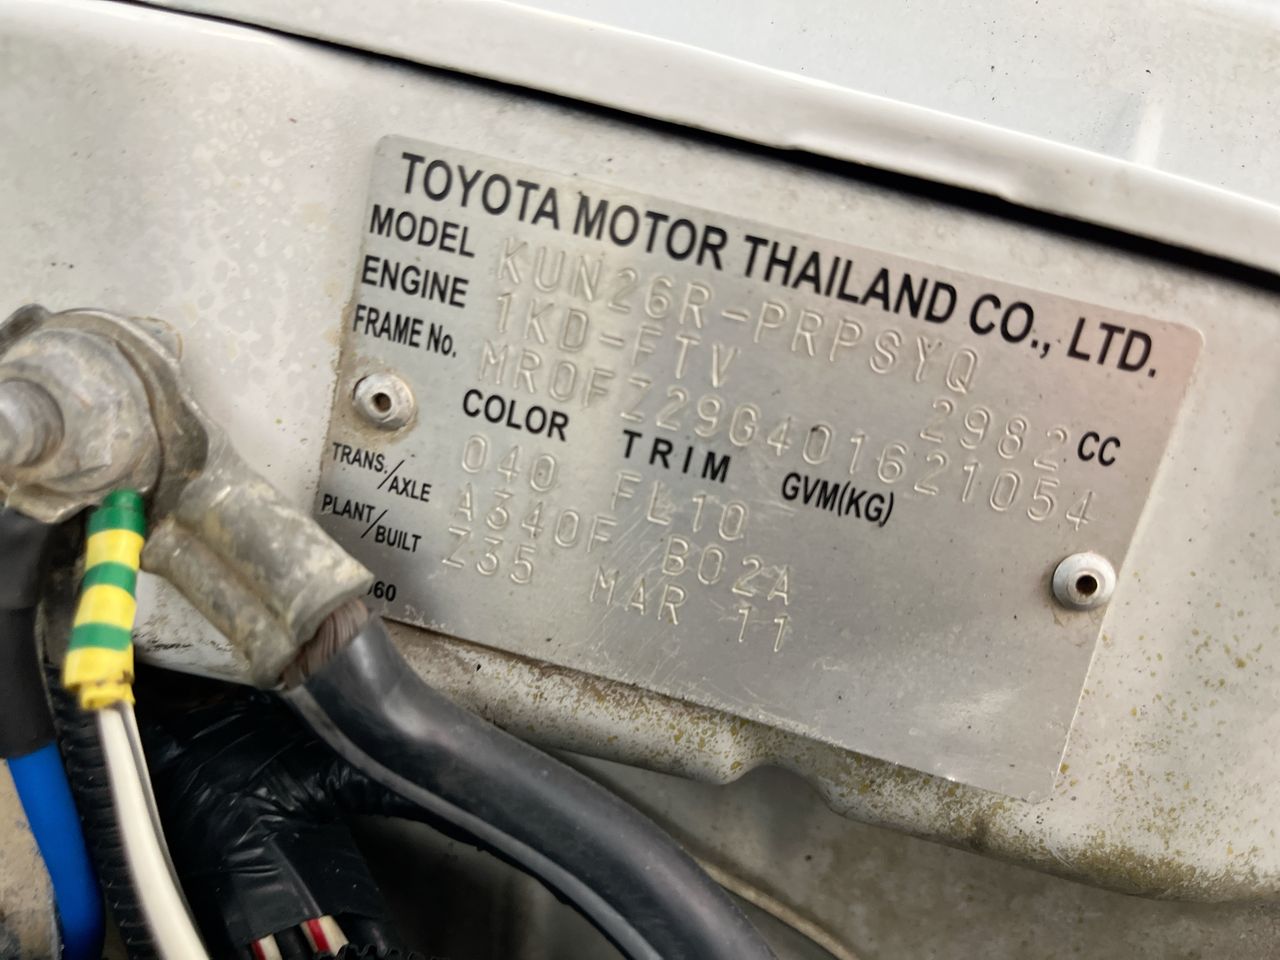 TOYOTA MOTOR THAILAND CO., LTD.
MODEL KUN26R-PRPSYQ
ENGINE 1KD-FTV 2982 CC
FRAME No. MR0FZ29G401621054
COLOR TRIM GVM(KG)
040 FL10
TRANS./AXLE A340F B02A
PLANT/BUILT Z35 MAR 11
060